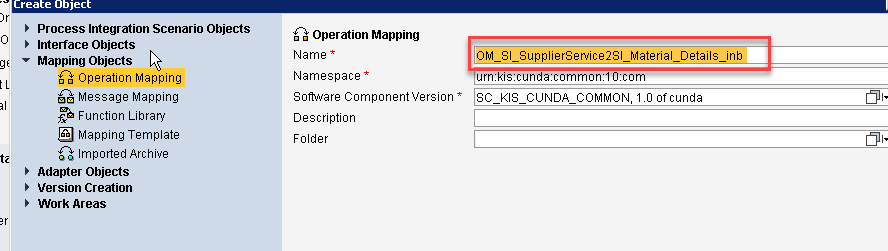 Create Object
Process Integration Scenario Objects
Interface Objects
Mapping Objects
Operation Mapping
Message Mapping
Function Library
Mapping Template
Imported Archive
Adapter Objects
Version Creation
Work Areas
Operation Mapping
Name * OM_SI_SupplierService2SI_Material_Details_inb
Namespace * urn:kis:cunda:common:10:com
Software Component Version * SC_KIS_CUNDA_COMMON, 1.0 of cunda
Description
Folder